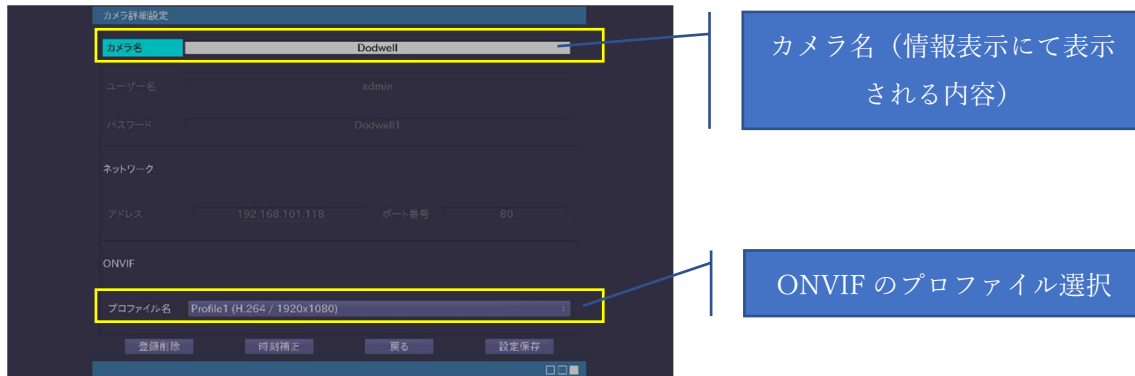 カメラ詳細設定
カメラ名 Dodwell
ユーザー名 admin
パスワード Dodwell1
ネットワーク
アドレス 192.168.101.118 ポート番号 80
ONVIF
プロファイル名 Profile1 (H.264 / 1920x1080)
登録削除 時刻補正 戻る 設定保存
カメラ名（情報表示にて表示
される内容）
ONVIF のプロファイル選択